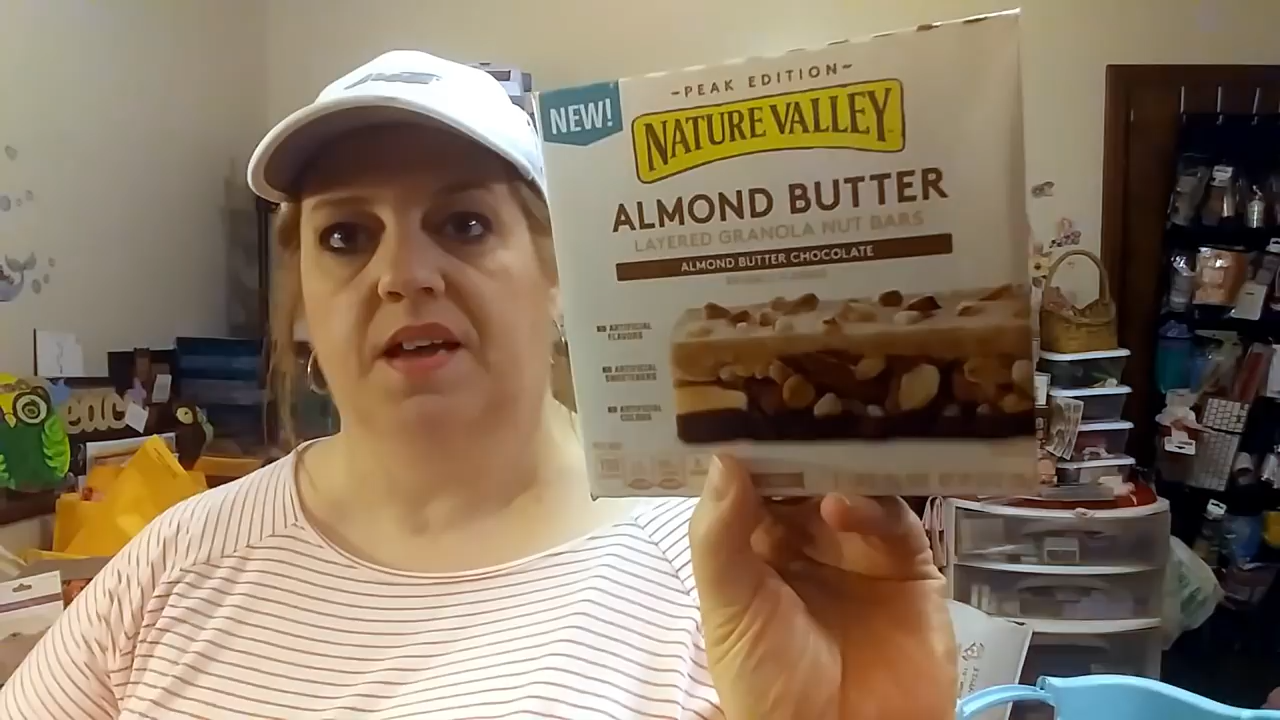 NEW!
~PEAK EDITION~
NATURE VALLEY
ALMOND BUTTER
LAYERED GRANOLA NUT BARS
ALMOND BUTTER CHOCOLATE
NO ARTIFICIAL
FLAVORS
NO ARTIFICIAL
SWEETENERS
NO ARTIFICIAL
COLORS